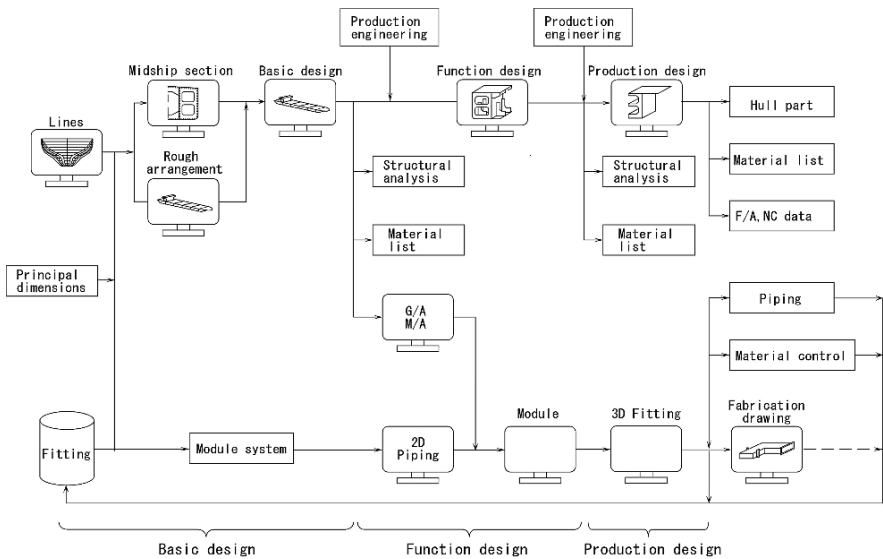 Production
engineering
Production
engineering
Midship section
Basic design
Function design
Production design
Lines
Hull part
Rough
arrangement
Structural
analysis
Structural
analysis
Material list
Material
list
Material
list
F/A,NC data
Principal
dimensions
G/A
M/A
Piping
Material control
Fitting
Module system
2D
Piping
Module
3D Fitting
Fabrication
drawing
Basic design
Function design
Production design